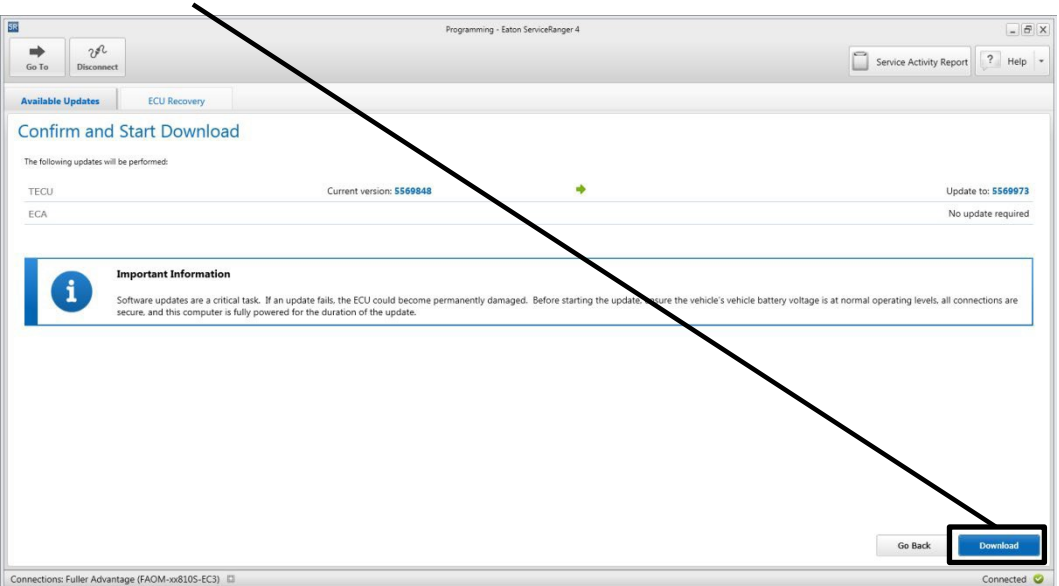 SR
Programming - Eaton ServiceRanger 4
Go To
Disconnect
Service Activity Report
? Help
Available Updates
ECU Recovery
Confirm and Start Download
The following updates will be performed:
TECU Current version: 5569848 Update to: 5569973
ECA No update required
i
Important Information
Software updates are a critical task. If an update fails, the ECU could become permanently damaged. Before starting the update, ensure the vehicle's vehicle battery voltage is at normal operating levels, all connections are
secure, and this computer is fully powered for the duration of the update.
Go Back
Download
Connections: Fuller Advantage (FAOM-xx810S-EC3)
Connected